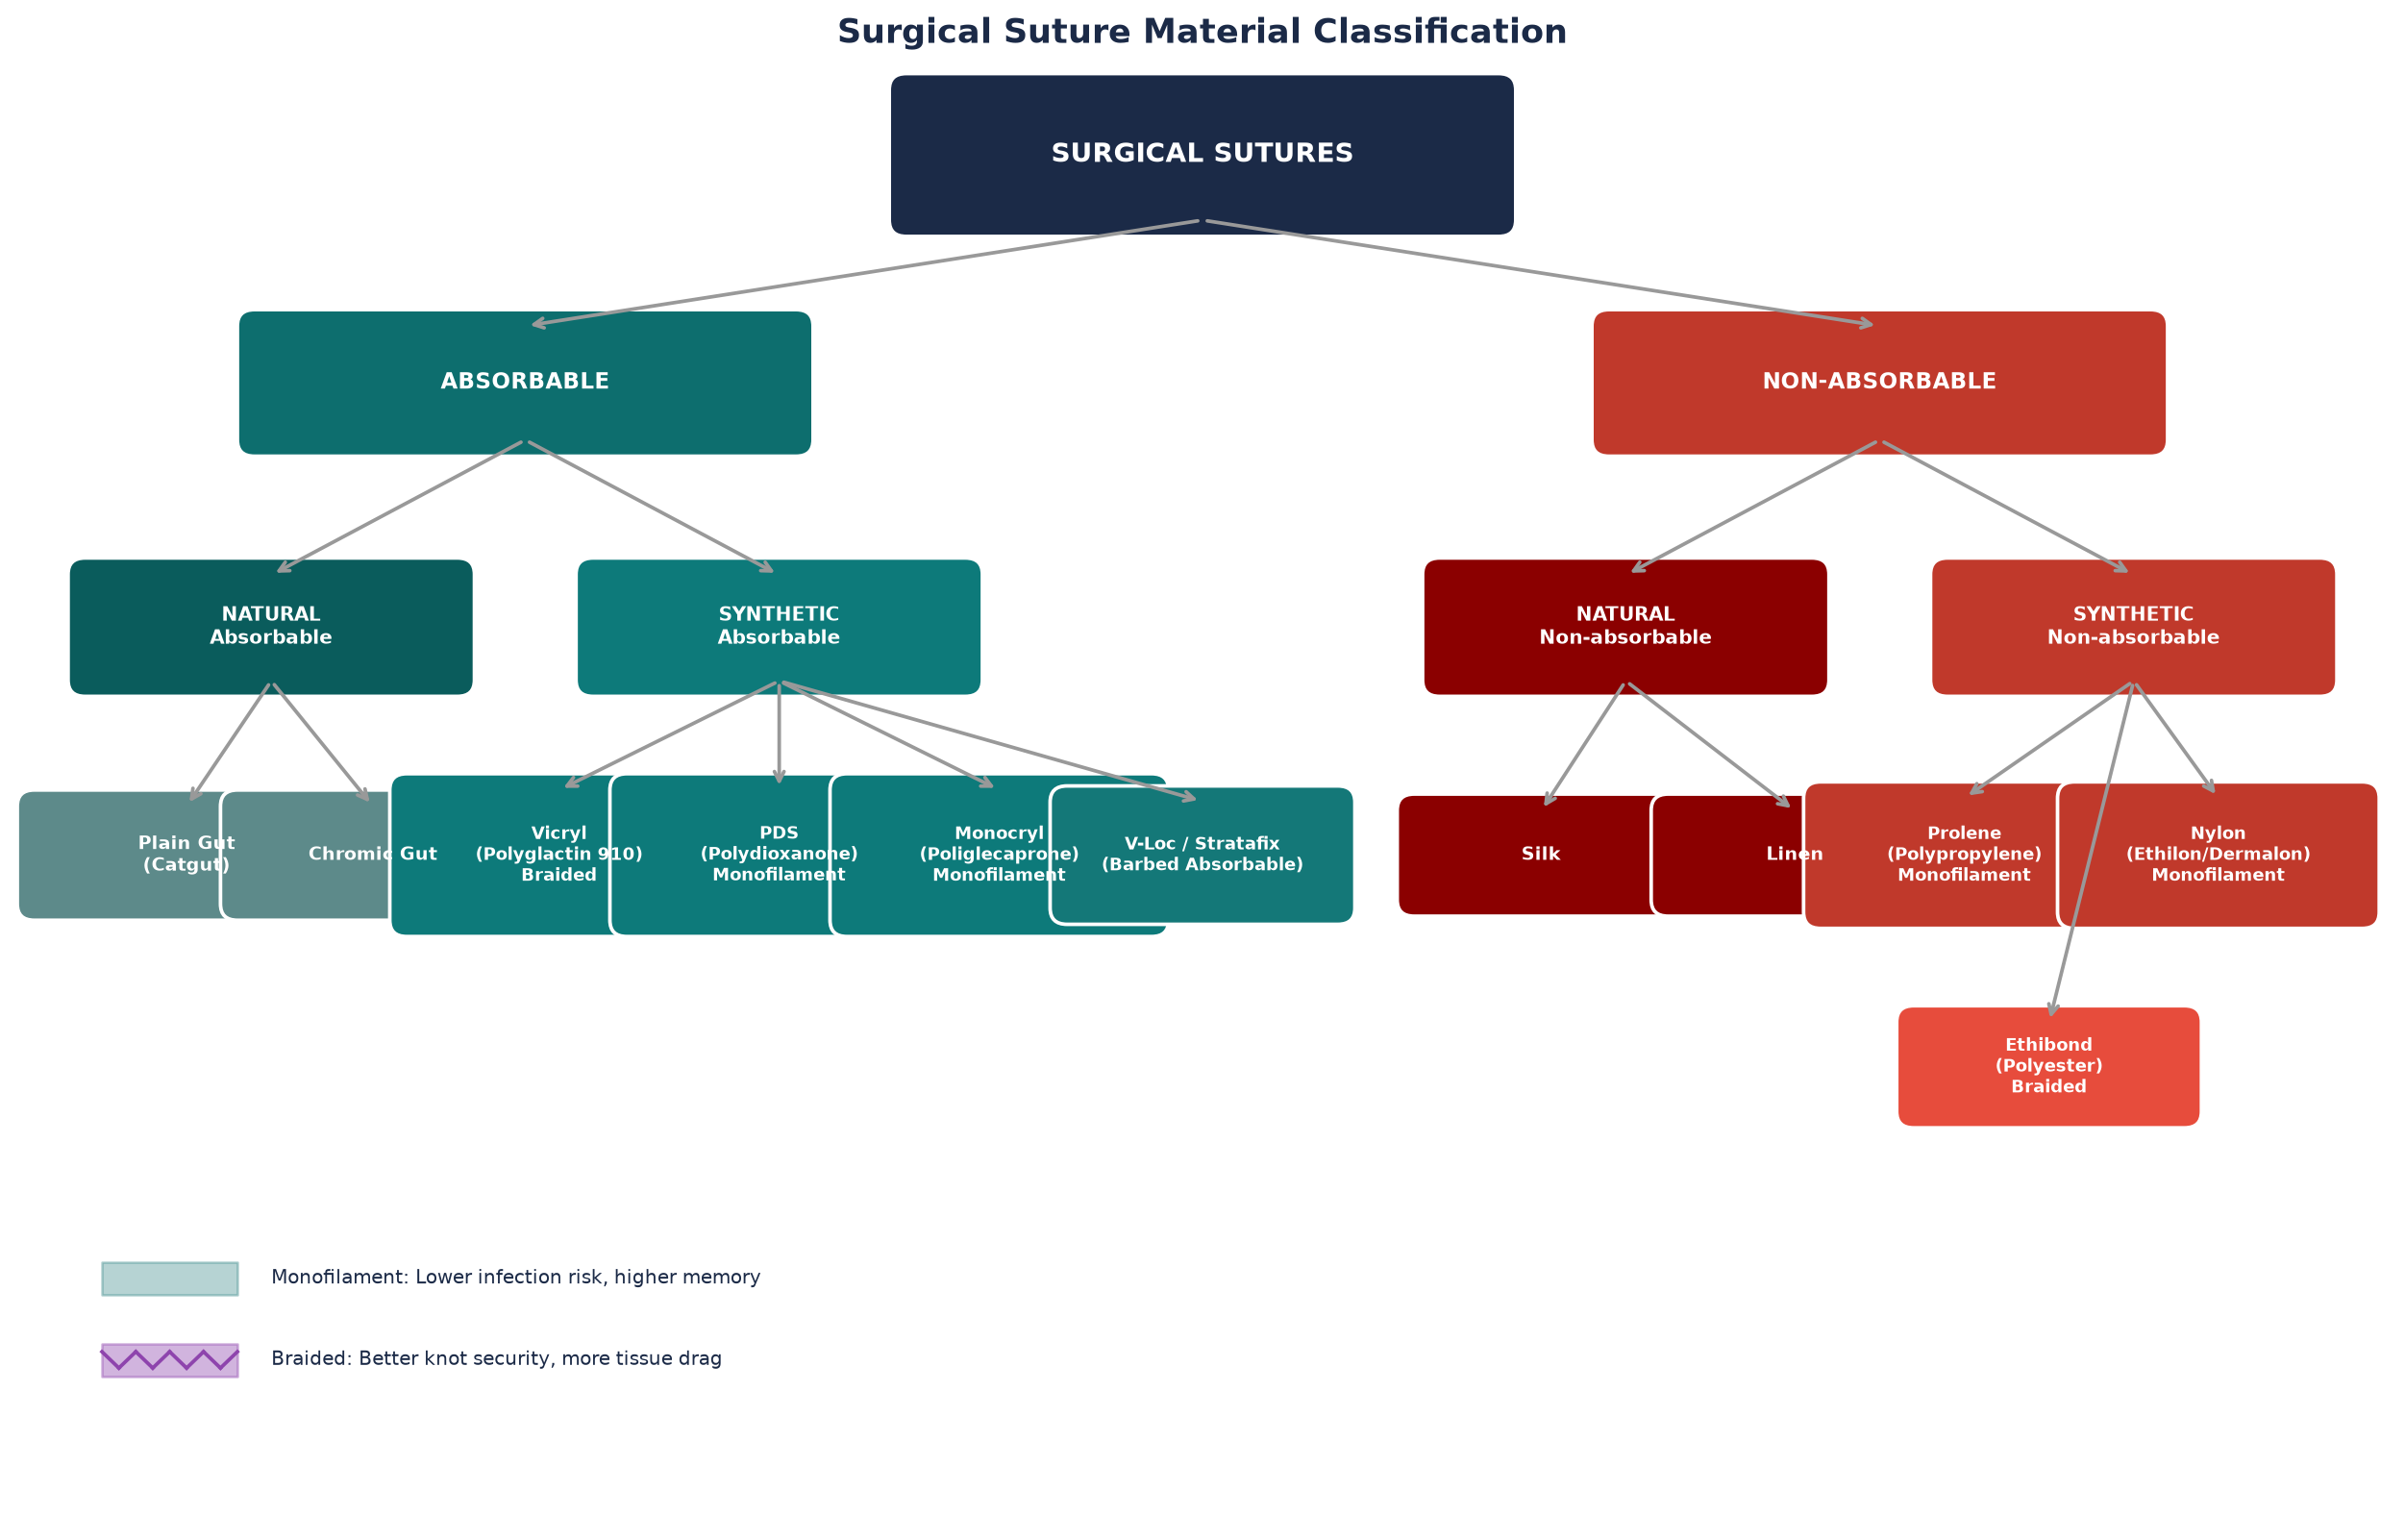 Surgical Suture Material Classification
SURGICAL SUTURES
ABSORBABLE
NON-ABSORBABLE
NATURAL
Absorbable
SYNTHETIC
Absorbable
NATURAL
Non-absorbable
SYNTHETIC
Non-absorbable
Plain Gut
(Catgut)
Chromic Gut
Vicryl
(Polyglactin 910)
Braided
PDS
(Polydioxanone)
Monofilament
Monocryl
(Poliglecaprone)
Monofilament
V-Loc / Stratafix
(Barbed Absorbable)
Silk
Linen
Prolene
(Polypropylene)
Monofilament
Nylon
(Ethilon/Dermalon)
Monofilament
Ethibond
(Polyester)
Braided
Monofilament: Lower infection risk, higher memory
Braided: Better knot security, more tissue drag